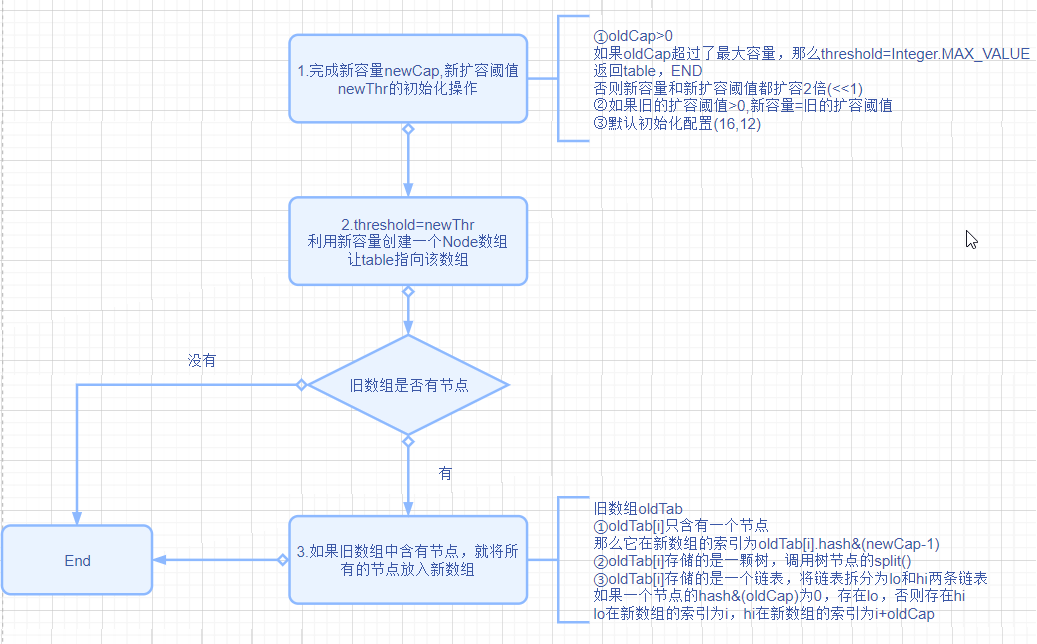 ①oldCap>0
如果oldCap超过了最大容量，那么threshold=Integer.MAX_VALUE
返回table，END
否则新容量和新扩容阈值都扩容2倍(<<1)
②如果旧的扩容阈值>0,新容量=旧的扩容阈值
③默认初始化配置(16,12)
1.完成新容量newCap,新扩容阈值
newThr的初始化操作
2.threshold=newThr
利用新容量创建一个Node数组
让table指向该数组
没有
旧数组是否有节点
有
旧数组oldTab
①oldTab[i]只含有一个节点
那么它在新数组的索引为oldTab[i].hash&(newCap-1)
②oldTab[i]存储的是一颗树，调用树节点的split()
③oldTab[i]存储的是一个链表，将链表拆分为lo和hi两条链表
如果一个节点的hash&(oldCap)为0，存在lo，否则存在hi
lo在新数组的索引为i，hi在新数组的索引为i+oldCap
3.如果旧数组中含有节点，就将所
有的节点放入新数组
End